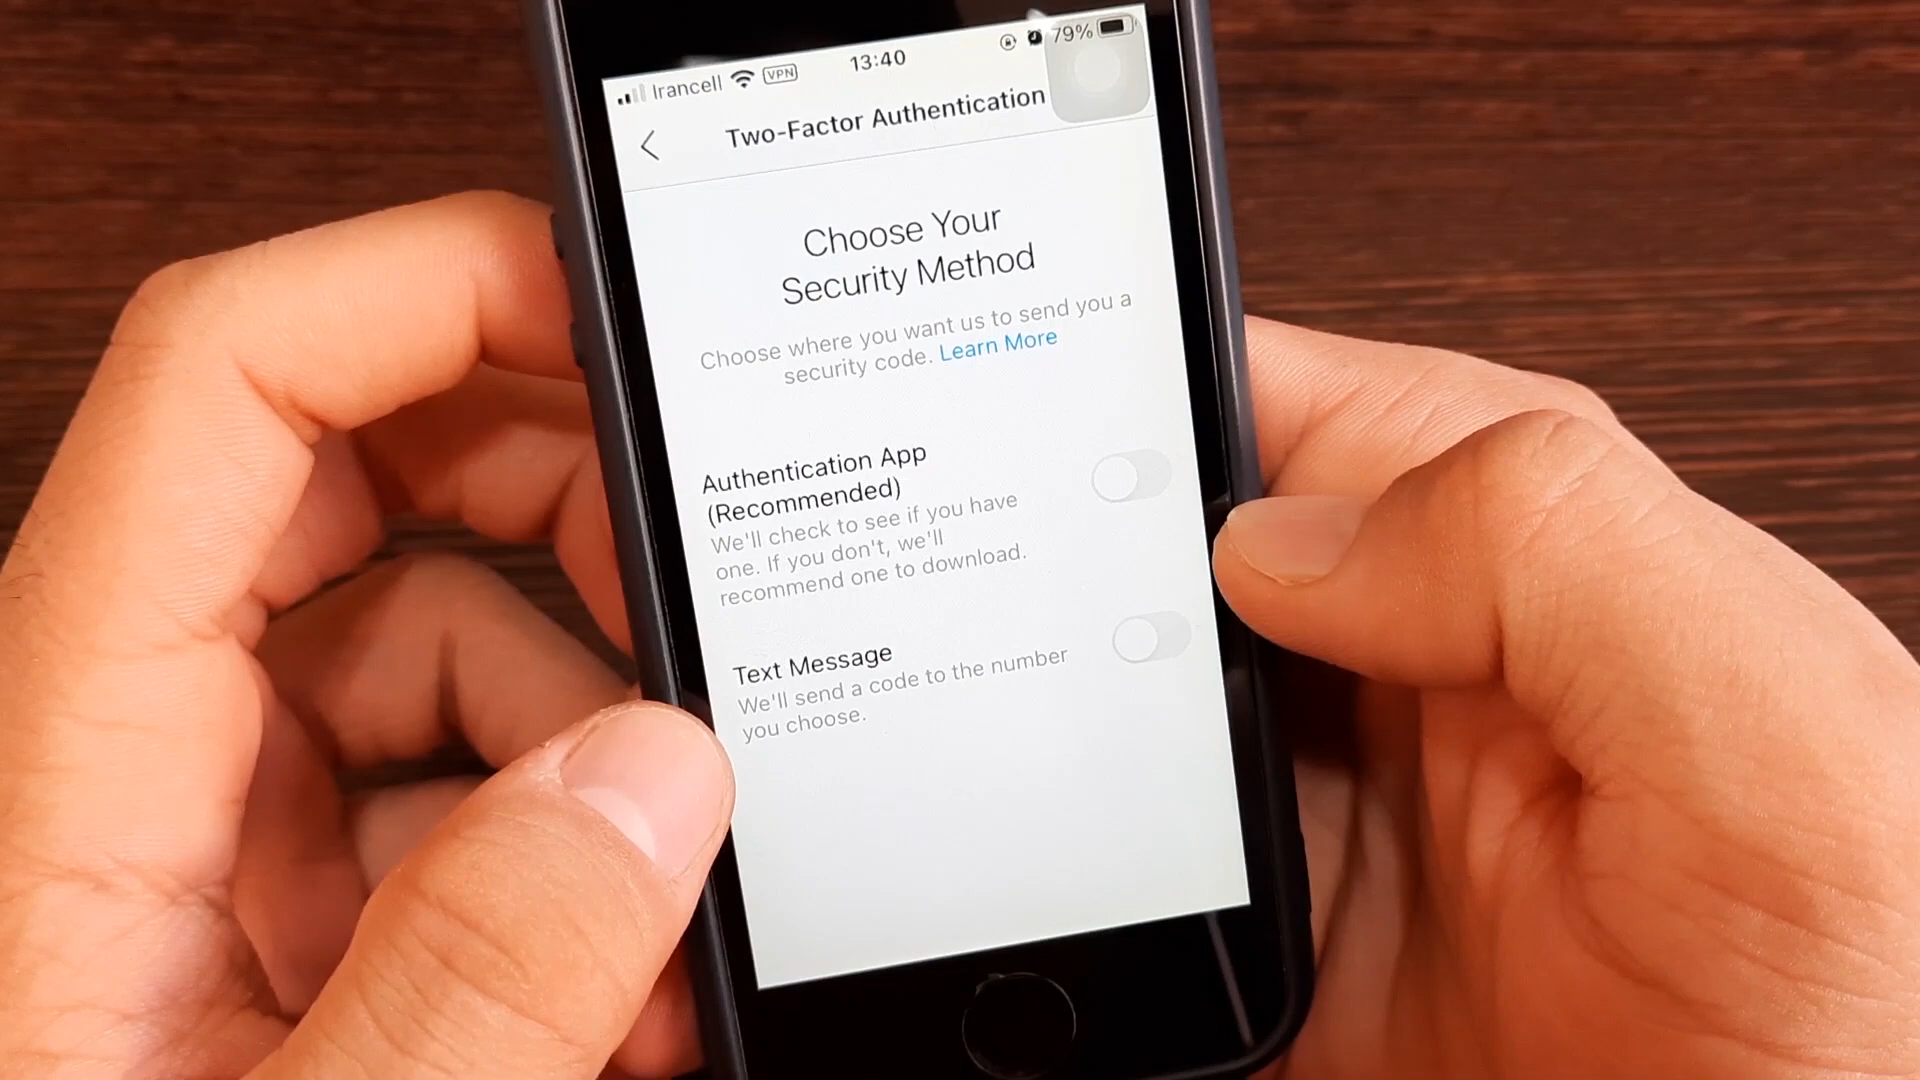 Irancell VPN 13:40 79%
Two-Factor Authentication
Choose Your
Security Method
Choose where you want us to send you a
security code. Learn More
Authentication App
(Recommended)
We'll check to see if you have
one. If you don't, we'll
recommend one to download.
Text Message
We'll send a code to the number
you choose.